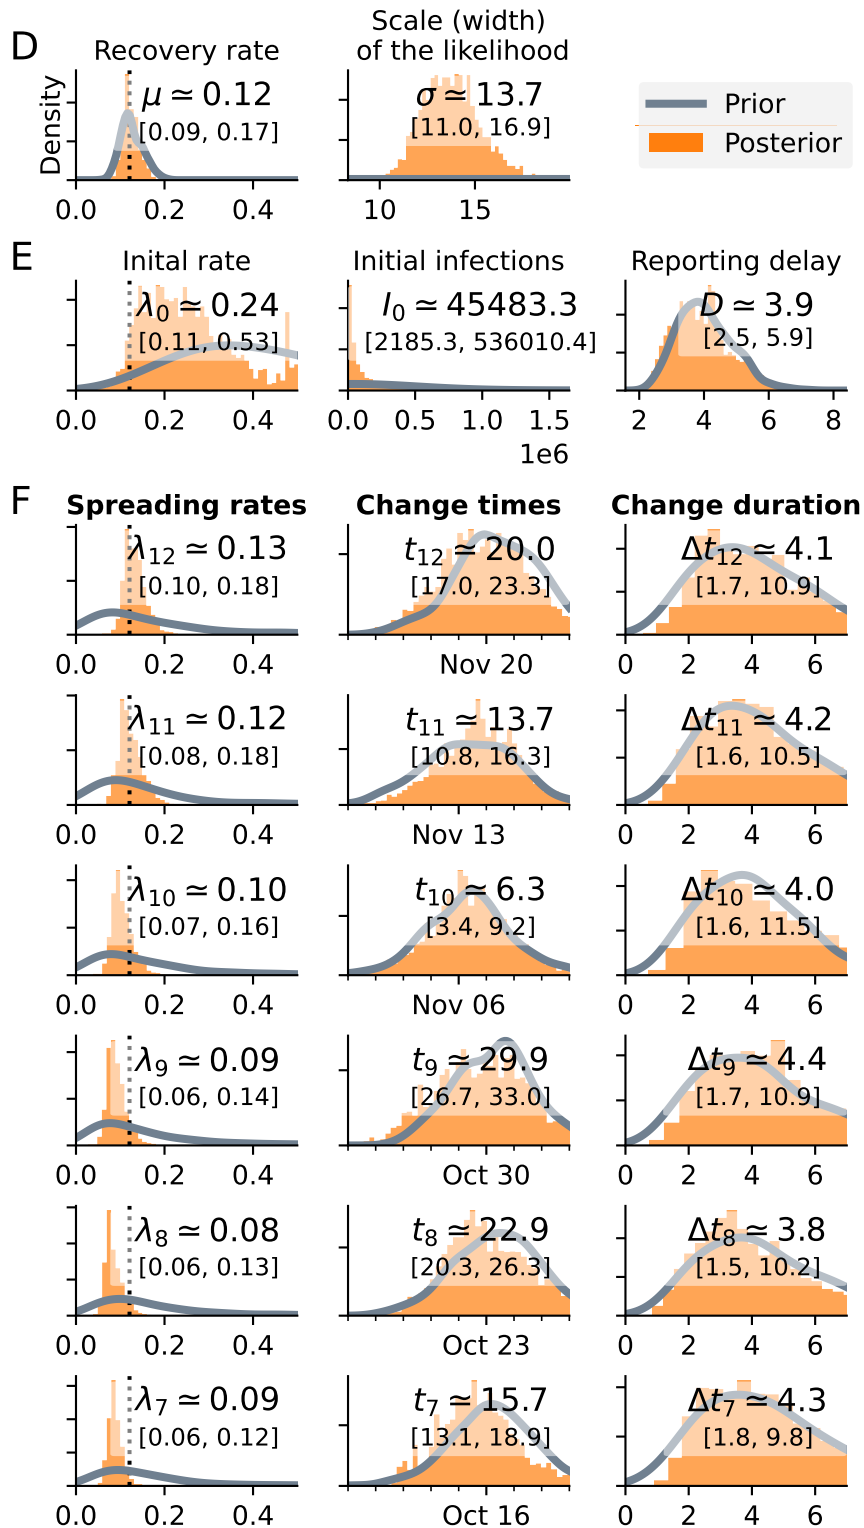 D
Recovery rate
Scale (width)
of the likelihood
Density
μ ≃ 0.12
[0.09, 0.17]
0.0 0.2 0.4
σ ≃ 13.7
[11.0, 16.9]
10 15
Prior
Posterior
E
Inital rate
λ0 ≃ 0.24
[0.11, 0.53]
0.0 0.2 0.4
Initial infections
I0 ≃ 45483.3
[2185.3, 536010.4]
0.0 0.5 1.0 1.5
1e6
Reporting delay
D ≃ 3.9
[2.5, 5.9]
2 4 6 8
F
Spreading rates
Change times
Change duration
λ12 ≃ 0.13
[0.10, 0.18]
0.0 0.2 0.4
t12 ≃ 20.0
[17.0, 23.3]
Nov 20
Δt12 ≃ 4.1
[1.7, 10.9]
0 2 4 6
λ11 ≃ 0.12
[0.08, 0.18]
0.0 0.2 0.4
t11 ≃ 13.7
[10.8, 16.3]
Nov 13
Δt11 ≃ 4.2
[1.6, 10.5]
0 2 4 6
λ10 ≃ 0.10
[0.07, 0.16]
0.0 0.2 0.4
t10 ≃ 6.3
[3.4, 9.2]
Nov 06
Δt10 ≃ 4.0
[1.6, 11.5]
0 2 4 6
λ9 ≃ 0.09
[0.06, 0.14]
0.0 0.2 0.4
t9 ≃ 29.9
[26.7, 33.0]
Oct 30
Δt9 ≃ 4.4
[1.7, 10.9]
0 2 4 6
λ8 ≃ 0.08
[0.06, 0.13]
0.0 0.2 0.4
t8 ≃ 22.9
[20.3, 26.3]
Oct 23
Δt8 ≃ 3.8
[1.5, 10.2]
0 2 4 6
λ7 ≃ 0.09
[0.06, 0.12]
0.0 0.2 0.4
t7 ≃ 15.7
[13.1, 18.9]
Oct 16
Δt7 ≃ 4.3
[1.8, 9.8]
0 2 4 6